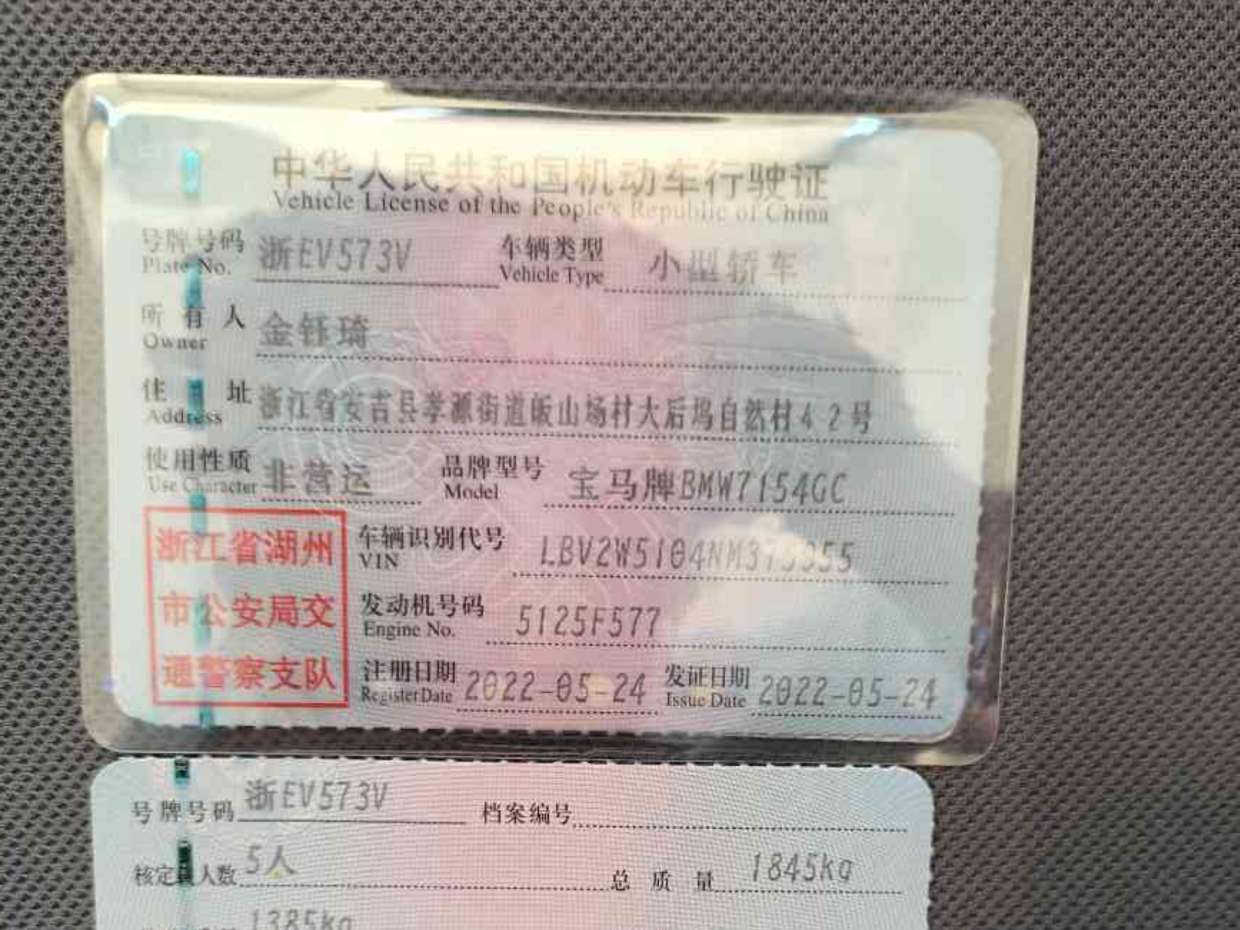 中华人民共和国机动车行驶证
Vehicle License of the People's Republic of China
号牌号码 浙EV573V 车辆类型 小型轿车
Plate No. Vehicle Type
所有人 金钰琦
Owner
住址 浙江省安吉县孝源街道皈山场村大后坞自然村42号
Address
使用性质 非营运 品牌型号 宝马牌BMW7154GC
Use Character Model
浙江省湖州
市公安局交
通警察支队
车辆识别代号
VIN
发动机号码 5125F577
Engine No.
注册日期 2022-05-24 发证日期 2022-05-24
Register Date Issue Date
号牌号码 浙EV573V 档案编号
核定 人数 5人 总质量 1845kg
1385kg